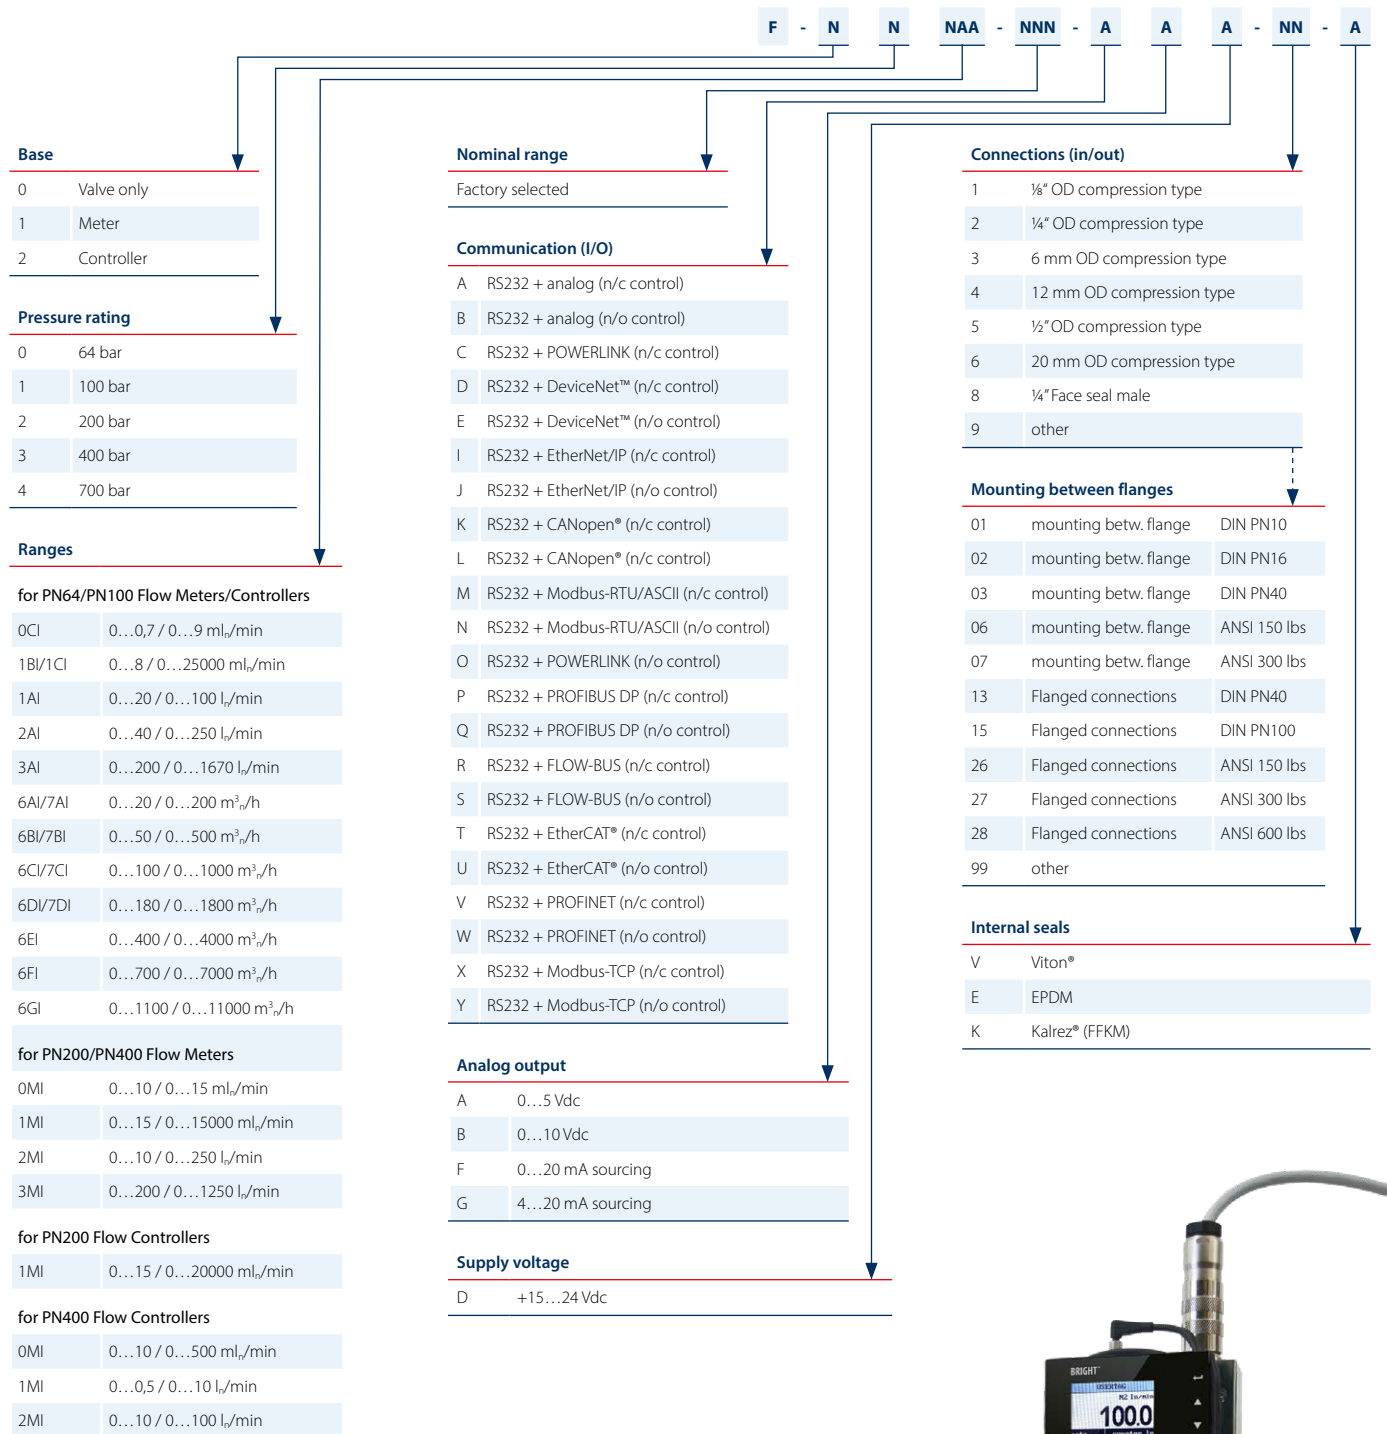 F - N N NAA - NNN - A A A - NN - A
Base
0 Valve only
1 Meter
2 Controller
Pressure rating
0 64 bar
1 100 bar
2 200 bar
3 400 bar
4 700 bar
Ranges
for PN64/PN100 Flow Meters/Controllers
0CI 0…0,7 / 0…9 mlₙ/min
1BI/1CI 0…8 / 0…25000 mlₙ/min
1AI 0…20 / 0…100 lₙ/min
2AI 0…40 / 0…250 lₙ/min
3AI 0…200 / 0…1670 lₙ/min
6AI/7AI 0…20 / 0…200 m³ₙ/h
6BI/7BI 0…50 / 0…500 m³ₙ/h
6CI/7CI 0…100 / 0…1000 m³ₙ/h
6DI/7DI 0…180 / 0…1800 m³ₙ/h
6EI 0…400 / 0…4000 m³ₙ/h
6FI 0…700 / 0…7000 m³ₙ/h
6GI 0…1100 / 0…11000 m³ₙ/h
for PN200/PN400 Flow Meters
0MI 0…10 / 0…15 mlₙ/min
1MI 0…15 / 0…15000 mlₙ/min
2MI 0…10 / 0…250 lₙ/min
3MI 0…200 / 0…1250 lₙ/min
for PN200 Flow Controllers
1MI 0…15 / 0…20000 mlₙ/min
for PN400 Flow Controllers
0MI 0…10 / 0…500 mlₙ/min
1MI 0…0,5 / 0…10 lₙ/min
2MI 0…10 / 0…100 lₙ/min
Nominal range
Factory selected
Communication (I/O)
A RS232 + analog (n/c control)
B RS232 + analog (n/o control)
C RS232 + POWERLINK (n/c control)
D RS232 + DeviceNet™ (n/c control)
E RS232 + DeviceNet™ (n/o control)
I RS232 + EtherNet/IP (n/c control)
J RS232 + EtherNet/IP (n/o control)
K RS232 + CANopen® (n/c control)
L RS232 + CANopen® (n/c control)
M RS232 + Modbus-RTU/ASCII (n/c control)
N RS232 + Modbus-RTU/ASCII (n/o control)
O RS232 + POWERLINK (n/o control)
P RS232 + PROFIBUS DP (n/c control)
Q RS232 + PROFIBUS DP (n/o control)
R RS232 + FLOW-BUS (n/c control)
S RS232 + FLOW-BUS (n/o control)
T RS232 + EtherCAT® (n/c control)
U RS232 + EtherCAT® (n/o control)
V RS232 + PROFINET (n/c control)
W RS232 + PROFINET (n/o control)
X RS232 + Modbus-TCP (n/c control)
Y RS232 + Modbus-TCP (n/o control)
Analog output
A 0…5 Vdc
B 0…10 Vdc
F 0…20 mA sourcing
G 4…20 mA sourcing
Supply voltage
D +15…24 Vdc
Connections (in/out)
1 ⅛“ OD compression type
2 ¼“ OD compression type
3 6 mm OD compression type
4 12 mm OD compression type
5 ½” OD compression type
6 20 mm OD compression type
8 ¼” Face seal male
9 other
Mounting between flanges
01 mounting betw. flange DIN PN10
02 mounting betw. flange DIN PN16
03 mounting betw. flange DIN PN40
06 mounting betw. flange ANSI 150 lbs
07 mounting betw. flange ANSI 300 lbs
13 Flanged connections DIN PN40
15 Flanged connections DIN PN100
26 Flanged connections ANSI 150 lbs
27 Flanged connections ANSI 300 lbs
28 Flanged connections ANSI 600 lbs
99 other
Internal seals
V Viton®
E EPDM
K Kalrez® (FFKM)
BRIGHT™
USERTAG
N2 ln/min
100.0